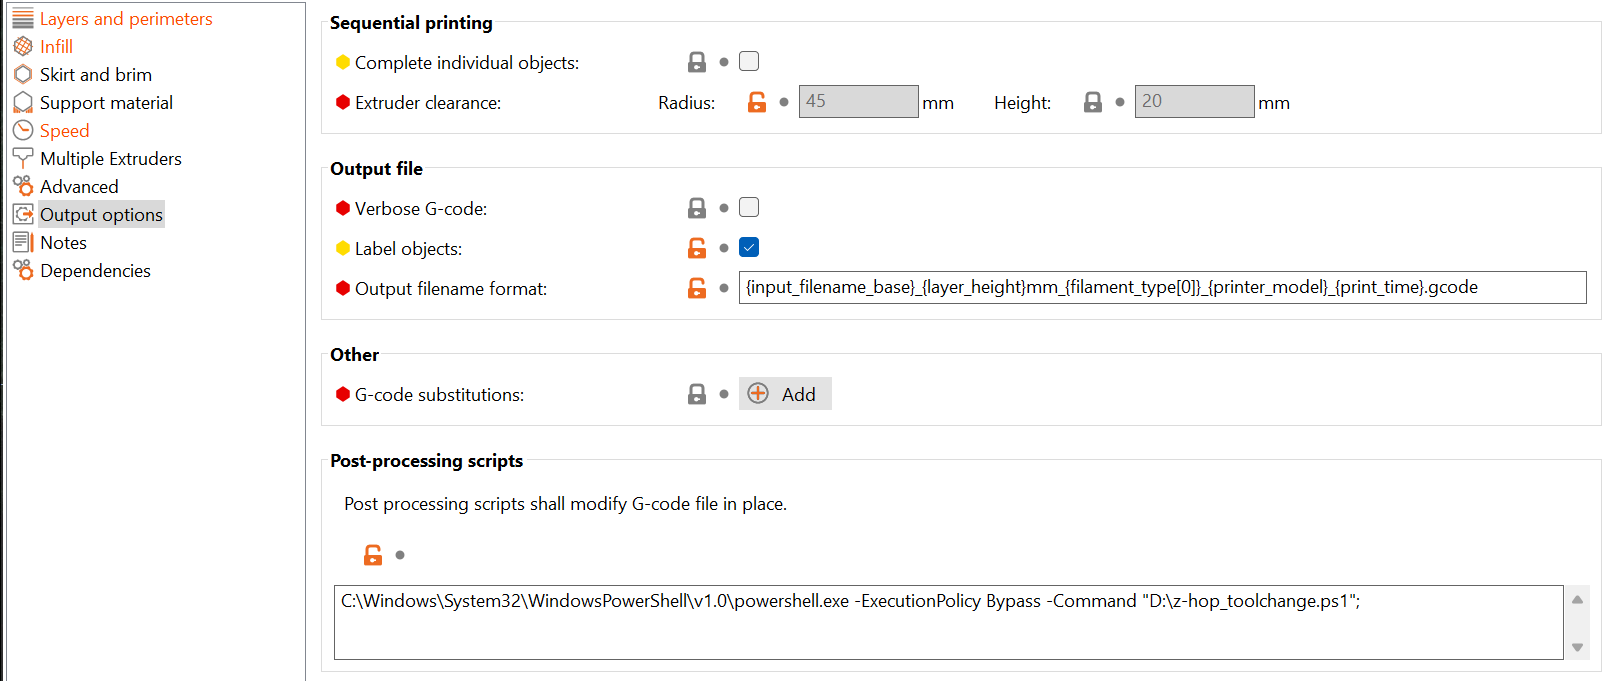 Layers and perimeters
Infill
Skirt and brim
Support material
Speed
Multiple Extruders
Advanced
Output options
Notes
Dependencies
Sequential printing
Complete individual objects:
Extruder clearance: Radius: 45 mm Height: 20 mm
Output file
Verbose G-code:
Label objects:
Output filename format: {input_filename_base}_{layer_height}mm_{filament_type[0]}_{printer_model}_{print_time}.gcode
Other
G-code substitutions: Add
Post-processing scripts
Post processing scripts shall modify G-code file in place.
C:\Windows\System32\WindowsPowerShell\v1.0\powershell.exe -ExecutionPolicy Bypass -Command "D:\z-hop_toolchange.ps1";